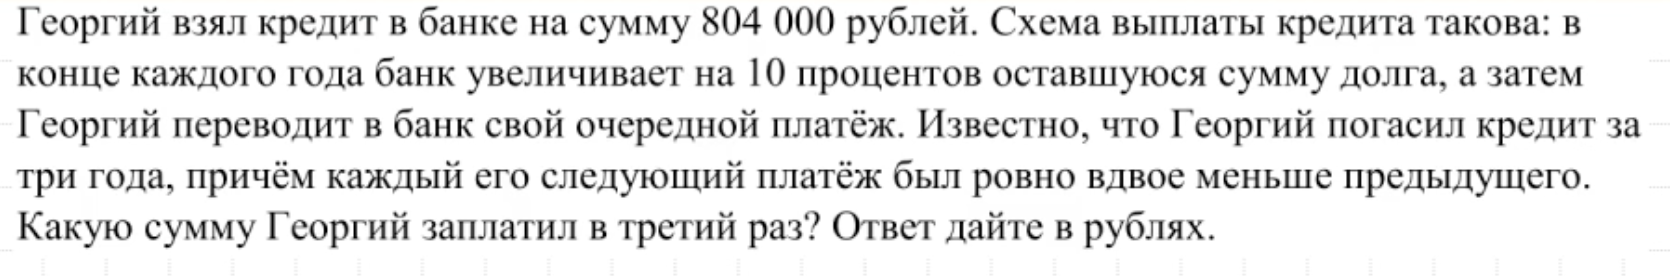 Георгий взял кредит в банке на сумму 804 000 рублей. Схема выплаты кредита такова: в
конце каждого года банк увеличивает на 10 процентов оставшуюся сумму долга, а затем
Георгий переводит в банк свой очередной платёж. Известно, что Георгий погасил кредит за
три года, причём каждый его следующий платёж был ровно вдвое меньше предыдущего.
Какую сумму Георгий заплатил в третий раз? Ответ дайте в рублях.